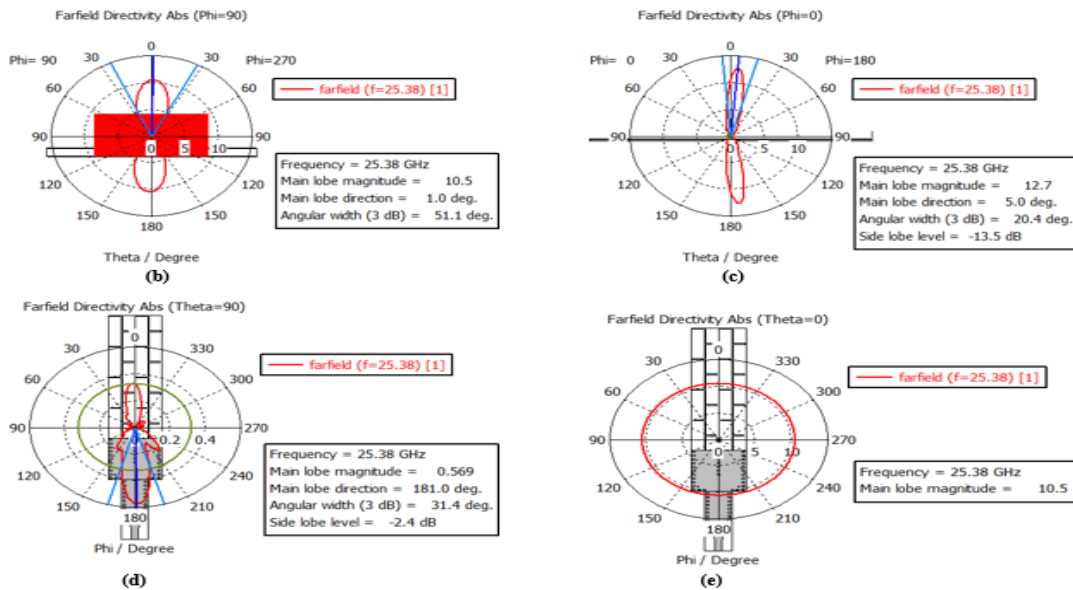 Farfield Directivity Abs (Phi=90)
0
30
30
Phi= 90
Phi=270
60
60
farfield (f=25.38) [1]
90
90
0
5
10
120
120
150
150
180
Frequency = 25.38 GHz
Main lobe magnitude = 10.5
Main lobe direction = 1.0 deg.
Angular width (3 dB) = 51.1 deg.
Theta / Degree
(b)
Farfield Directivity Abs (Phi=0)
0
30
30
Phi= 0
Phi=180
60
60
farfield (f=25.38) [1]
90
90
0
5
10
120
120
150
150
180
Frequency = 25.38 GHz
Main lobe magnitude = 12.7
Main lobe direction = 5.0 deg.
Angular width (3 dB) = 20.4 deg.
Side lobe level = -13.5 dB
Theta / Degree
(c)
Farfield Directivity Abs (Theta=90)
0
30
330
60
300
farfield (f=25.38) [1]
90
0.2
0.4
270
120
240
150
210
180
Frequency = 25.38 GHz
Main lobe magnitude = 0.569
Main lobe direction = 181.0 deg.
Angular width (3 dB) = 31.4 deg.
Side lobe level = -2.4 dB
Phi / Degree
(d)
Farfield Directivity Abs (Theta=0)
0
30
330
60
300
farfield (f=25.38) [1]
90
270
0
5
10
120
240
150
210
180
Frequency = 25.38 GHz
Main lobe magnitude = 10.5
Phi / Degree
(e)